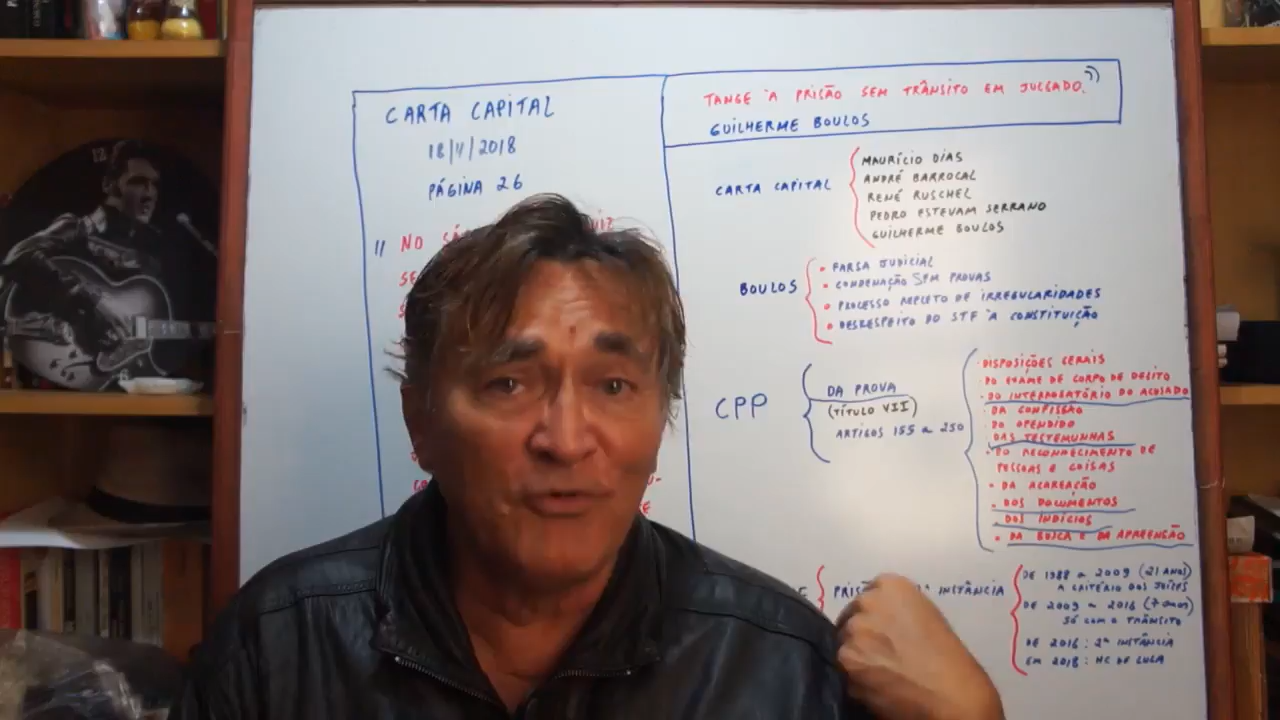 CARTA CAPITAL
18/4/2018
PÁGINA 26
" NO
SE
TANGE À PRISÃO SEM TRÂNSITO EM JULGADO."
GUILHERME BOULOS
CARTA CAPITAL
MAURÍCIO DIAS
ANDRÉ BARROCAL
RENÉ RUSCHEL
PEDRO ESTEVAM SERRANO
GUILHERME BOULOS
BOULOS
• FARSA JUDICIAL
• CONDENAÇÃO SEM PROVAS
• PROCESSO REPLETO DE IRREGULARIDADES
• DESRESPEITO DO STF À CONSTITUIÇÃO
CPP
DA PROVA
(TÍTULO VII)
ARTIGOS 155 a 250
· DISPOSIÇÕES GERAIS
· DO EXAME DE CORPO DE DELITO
· DO INTERROGATÓRIO DO ACUSADO
· DA CONFISSÃO
· DO OFENDIDO
DAS TESTEMUNHAS
• DO RECONHECIMENTO DE
PESSOAS E COISAS
• DA ACAREAÇÃO
• DOS DOCUMENTOS
• DOS INDÍCIOS
• DA BUSCA E DA APREENSÃO
E
INSTÂNCIA
DE 1988 a 2009 (21 ANOS)
A CRITÉRIO DOS JUÍZES
DE 2009 a 2016 (7 anos)
SÓ COM O TRÂNSITO
DE 2016: 2ª INSTÂNCIA
EM 2018: HC DE LULA